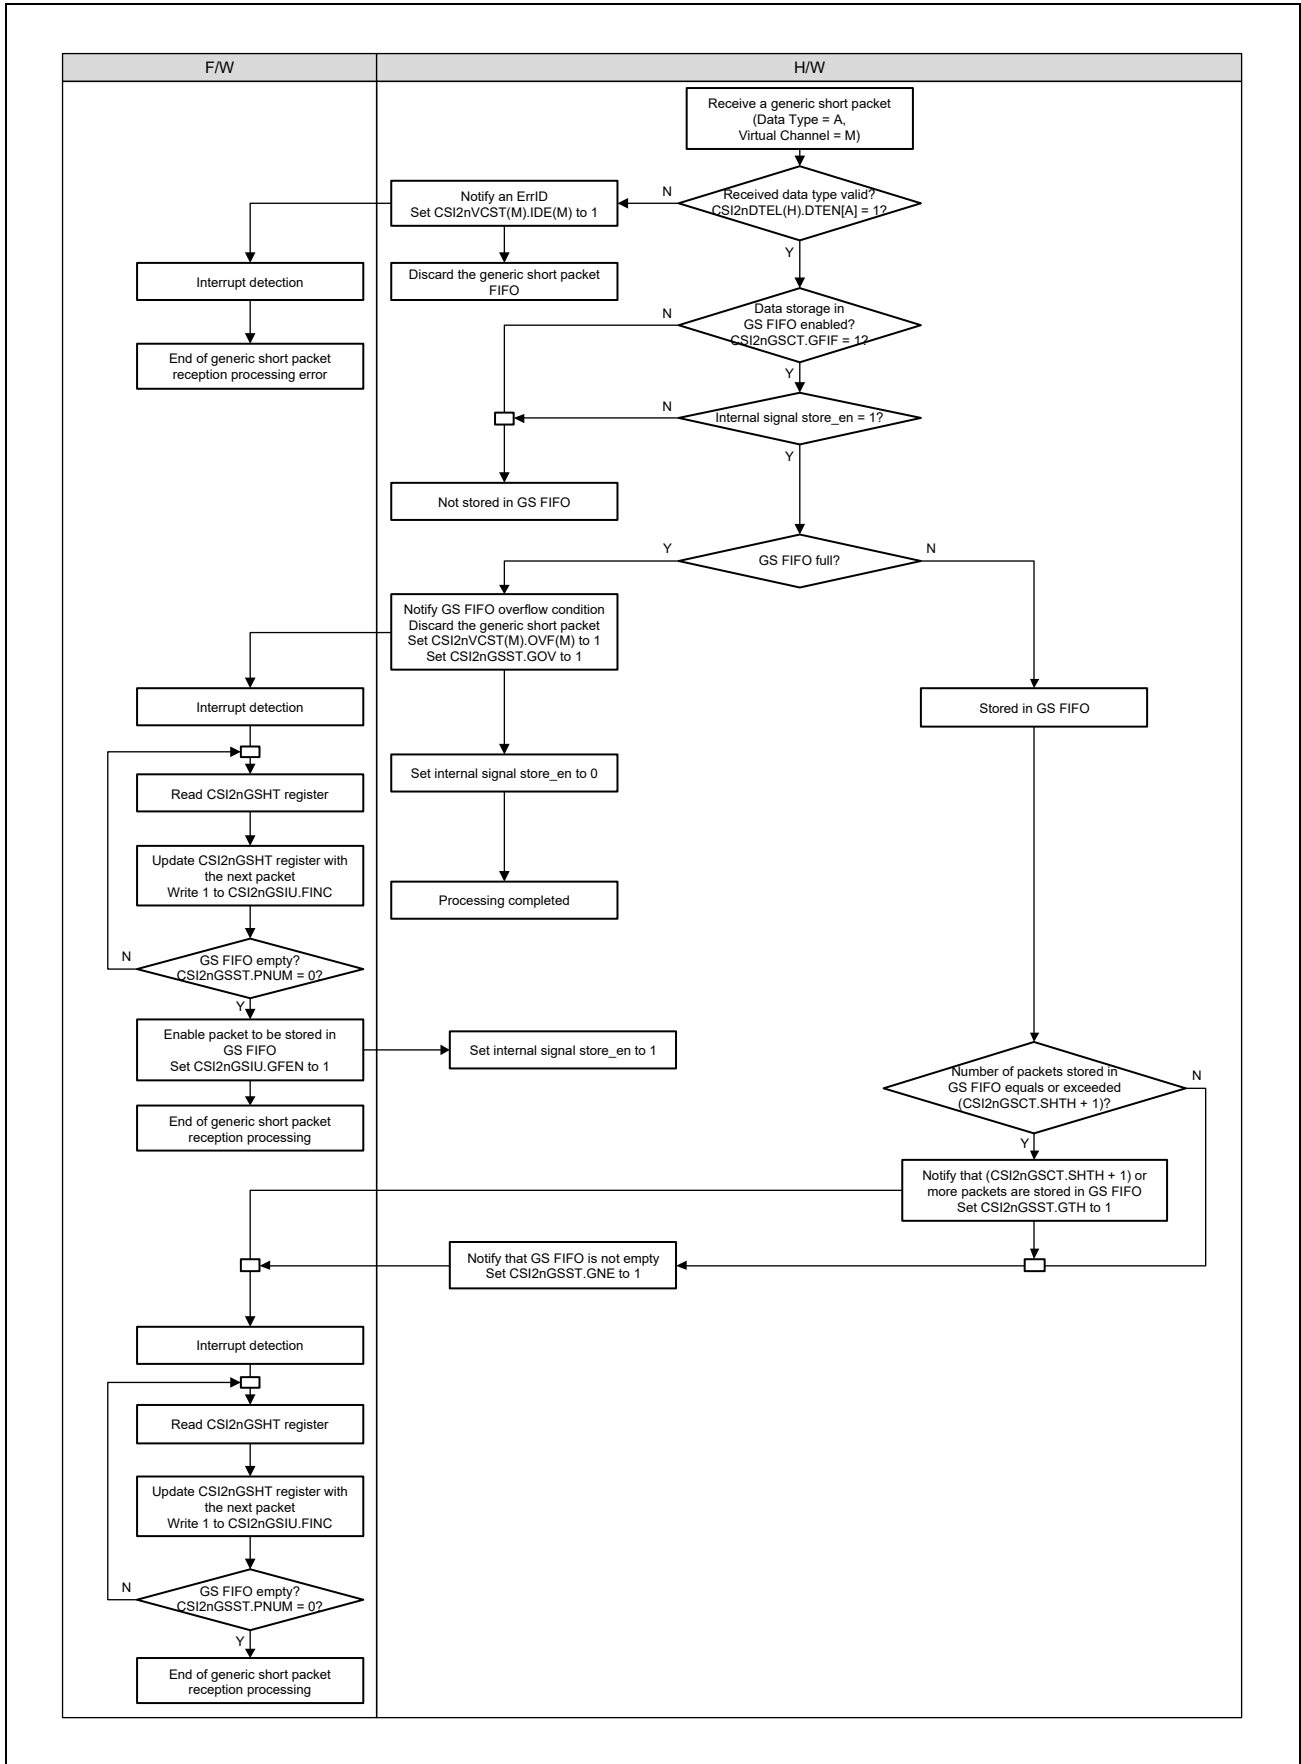 F/W
H/W
Receive a generic short packet
(Data Type = A,
Virtual Channel = M)
Received data type valid?
CSI2nDTEL(H).DTEN[A] = 1?
N
Y
Notify an ErrID
Set CSI2nVCST(M).IDE(M) to 1
Discard the generic short packet
FIFO
Interrupt detection
End of generic short packet
reception processing error
Data storage in
GS FIFO enabled?
CSI2nGSCT.GFIF = 1?
N
Y
Internal signal store_en = 1?
N
Y
Not stored in GS FIFO
GS FIFO full?
Y
N
Notify GS FIFO overflow condition
Discard the generic short packet
Set CSI2nVCST(M).OVF(M) to 1
Set CSI2nGSST.GOV to 1
Interrupt detection
Stored in GS FIFO
Set internal signal store_en to 0
Read CSI2nGSHT register
Update CSI2nGSHT register with
the next packet
Write 1 to CSI2nGSIU.FINC
Processing completed
GS FIFO empty?
CSI2nGSST.PNUM = 0?
N
Y
Enable packet to be stored in
GS FIFO
Set CSI2nGSIU.GFEN to 1
Set internal signal store_en to 1
End of generic short packet
reception processing
Number of packets stored in
GS FIFO equals or exceeded
(CSI2nGSCT.SHTH + 1)?
N
Y
Notify that (CSI2nGSCT.SHTH + 1) or
more packets are stored in GS FIFO
Set CSI2nGSST.GTH to 1
Notify that GS FIFO is not empty
Set CSI2nGSST.GNE to 1
Interrupt detection
Read CSI2nGSHT register
Update CSI2nGSHT register with
the next packet
Write 1 to CSI2nGSIU.FINC
GS FIFO empty?
CSI2nGSST.PNUM = 0?
N
Y
End of generic short packet
reception processing